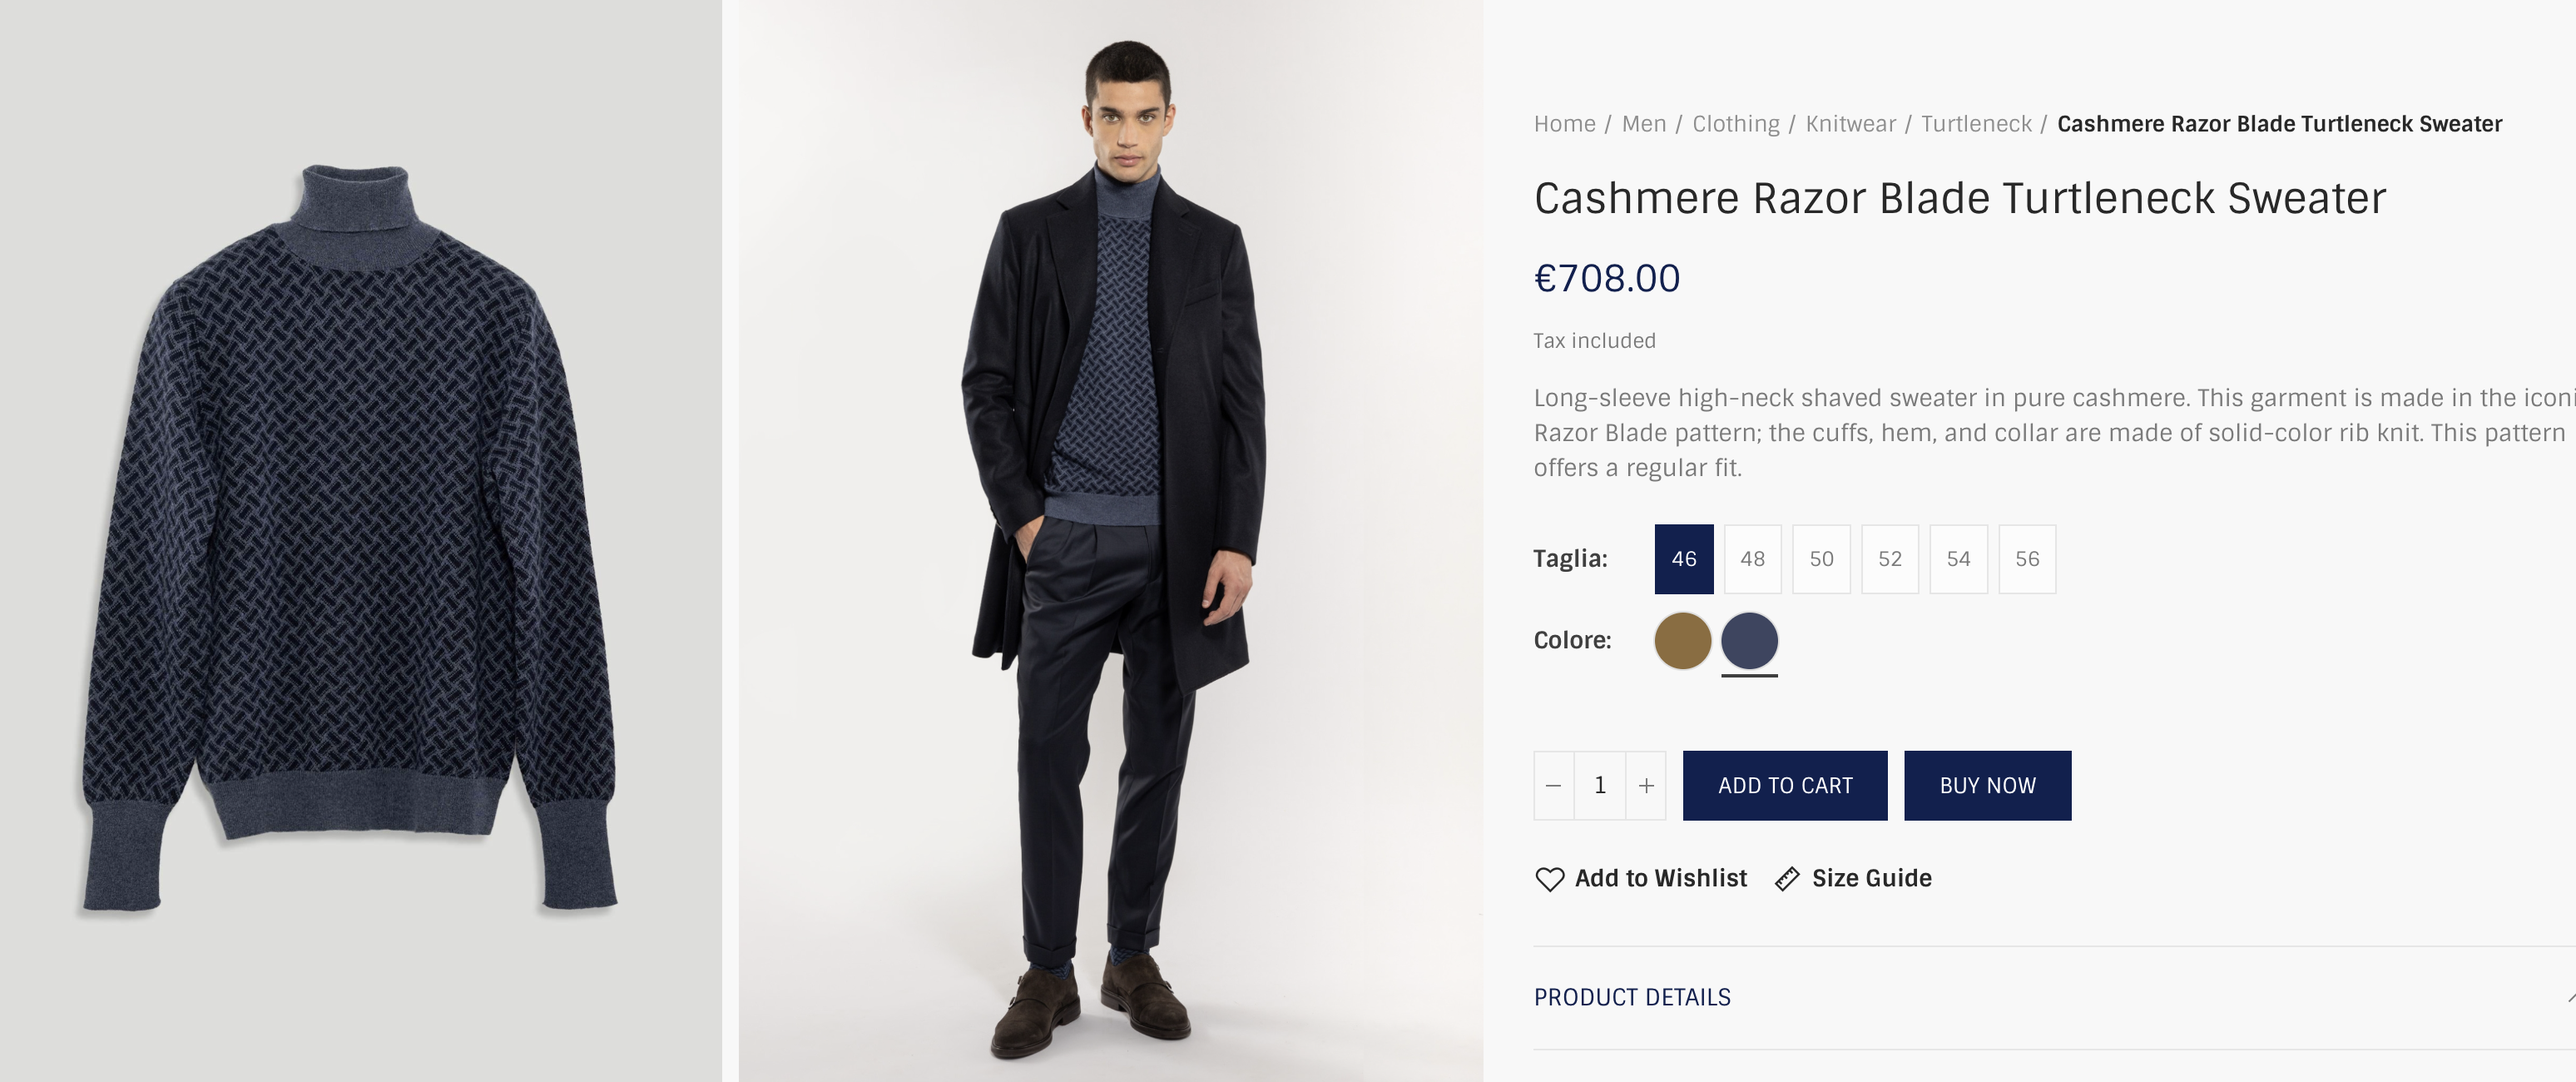 Home / Men / Clothing / Knitwear / Turtleneck / Cashmere Razor Blade Turtleneck Sweater
Cashmere Razor Blade Turtleneck Sweater
€708.00
Tax included
Long-sleeve high-neck shaved sweater in pure cashmere. This garment is made in the iconi
Razor Blade pattern; the cuffs, hem, and collar are made of solid-color rib knit. This pattern
offers a regular fit.
Taglia: 46 48 50 52 54 56
Colore:
− 1 + ADD TO CART BUY NOW
Add to Wishlist Size Guide
PRODUCT DETAILS